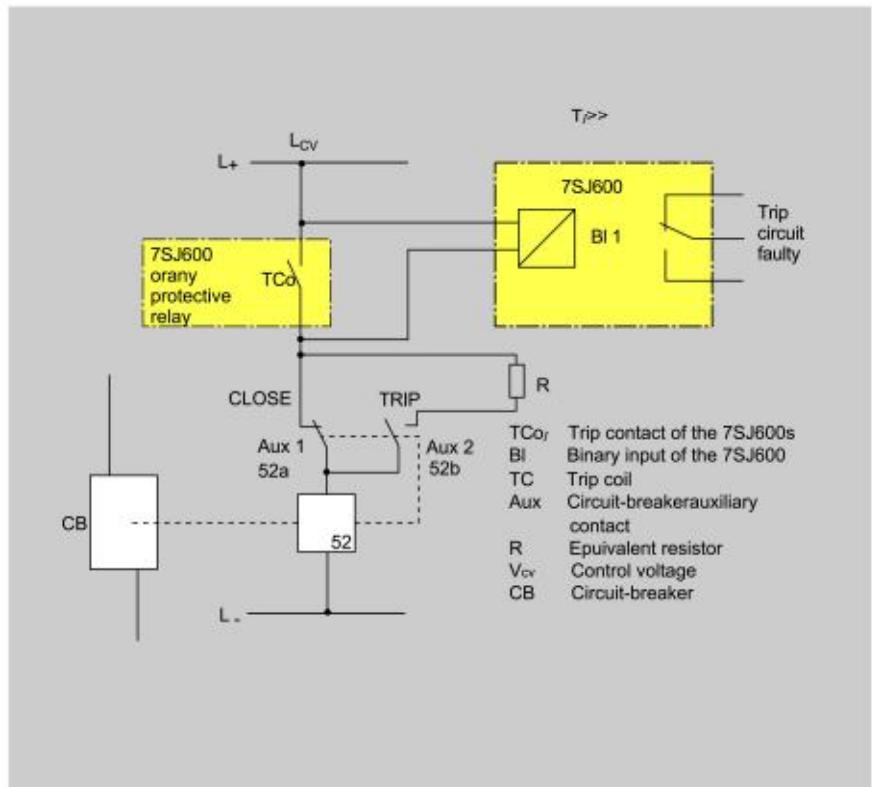 T/>>
LCV
L+
7SJ600
BI 1
Trip
circuit
faulty
7SJ600
orany
protective
relay
TCo
R
CLOSE
TRIP
Aux 1
52a
Aux 2
52b
CB
52
L -
TCo/ Trip contact of the 7SJ600s
BI Binary input of the 7SJ600
TC Trip coil
Aux Circuit-breakerauxiliary
contact
R Epuivalent resistor
Vcv Control voltage
CB Circuit-breaker